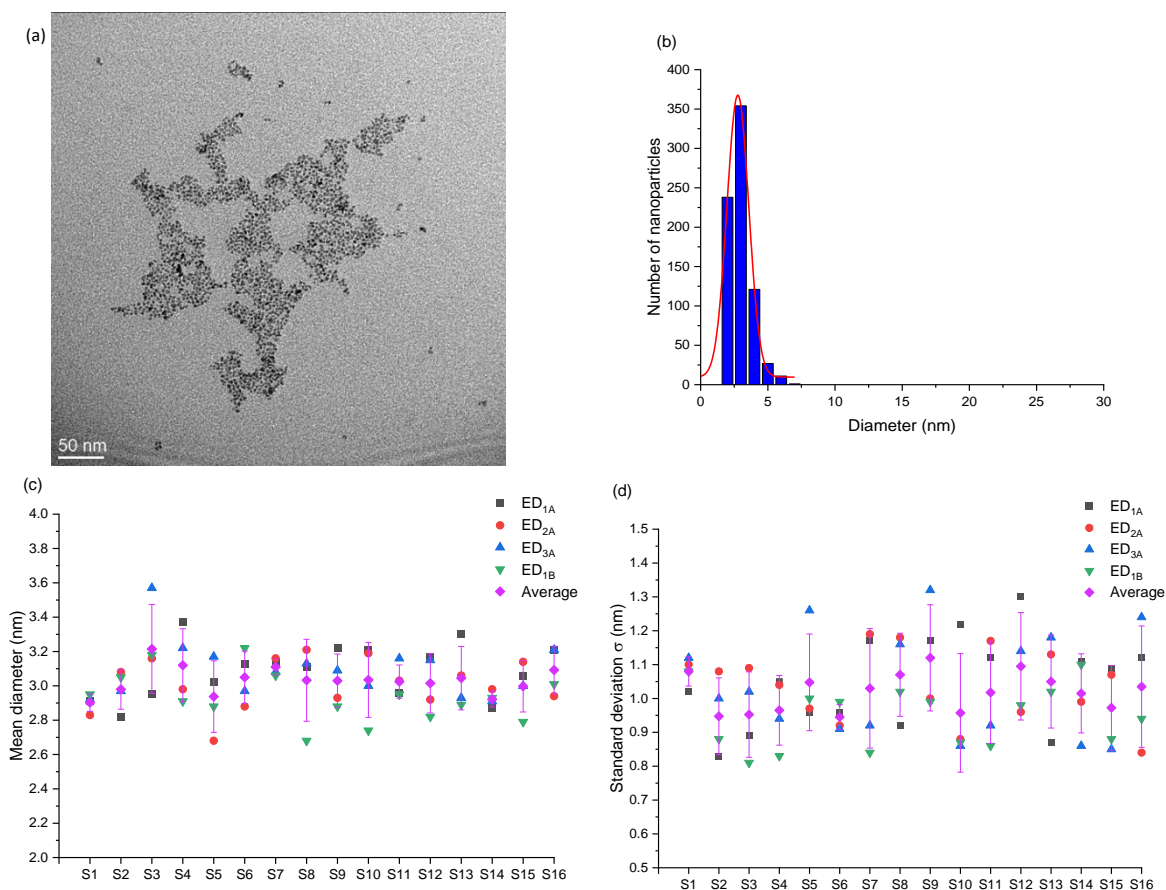 (a)
50 nm
(b)
400
350
300
250
200
150
100
50
0
Number of nanoparticles
0 5 10 15 20 25 30
Diameter (nm)
(c)
ED1A
ED2A
ED3A
ED1B
Average
4.0
3.8
3.6
3.4
3.2
3.0
2.8
2.6
2.4
2.2
2.0
Mean diameter (nm)
S1 S2 S3 S4 S5 S6 S7 S8 S9 S10 S11 S12 S13 S14 S15 S16
(d)
ED1A
ED2A
ED3A
ED1B
Average
1.5
1.4
1.3
1.2
1.1
1.0
0.9
0.8
0.7
0.6
0.5
Standard deviation σ (nm)
S1 S2 S3 S4 S5 S6 S7 S8 S9 S10 S11 S12 S13 S14 S15 S16